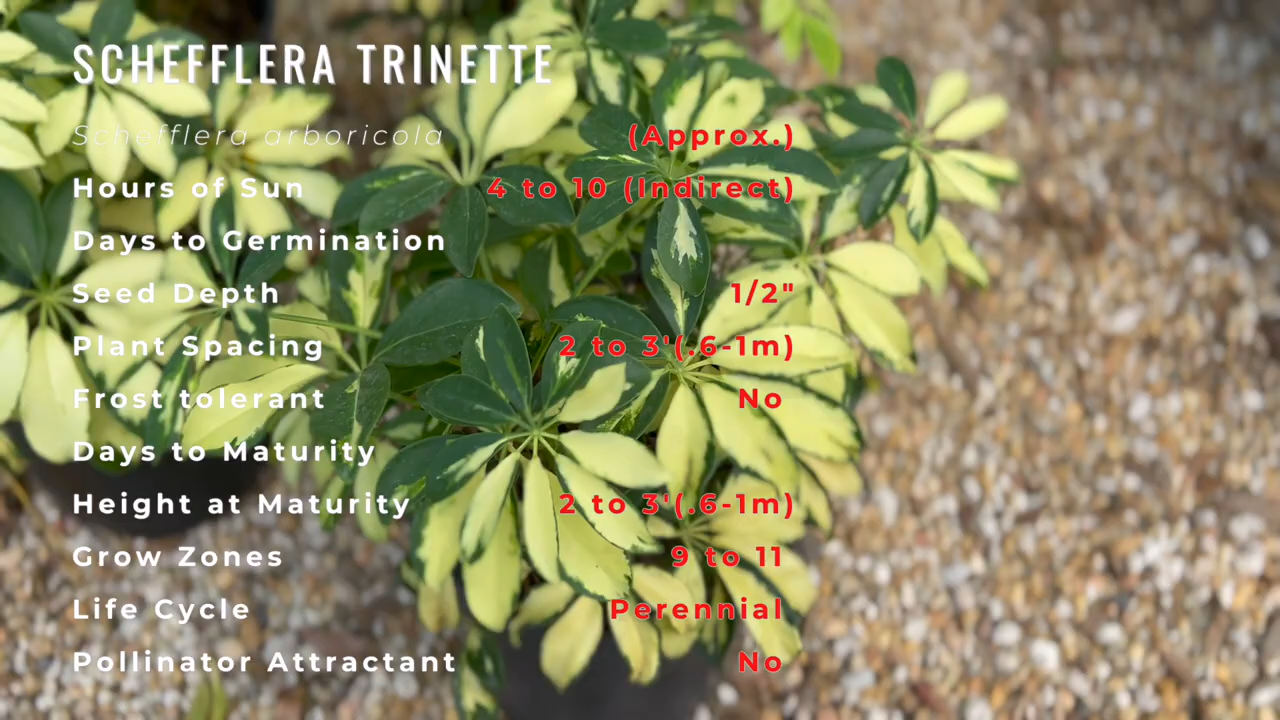 SCHEFFLERA TRINETTE
Schefflera arboricola (Approx.)
Hours of Sun 4 to 10 (Indirect)
Days to Germination
Seed Depth 1/2"
Plant Spacing 2 to 3'(.6-1m)
Frost tolerant No
Days to Maturity
Height at Maturity 2 to 3'(.6-1m)
Grow Zones 9 to 11
Life Cycle Perennial
Pollinator Attractant No